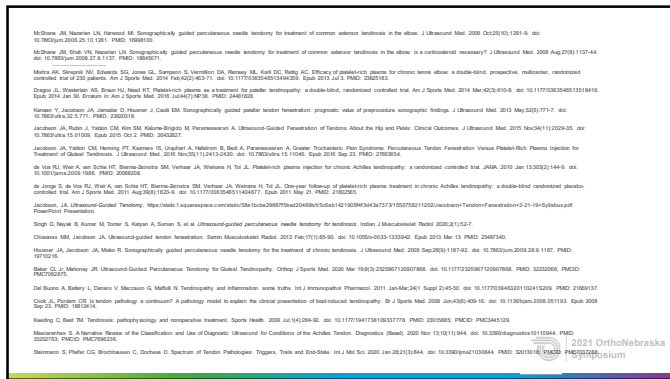 McShane JM, Nazarian LN, Harwood MI. Sonographically guided percutaneous needle tenotomy for treatment of common extensor tendinosis in the elbow. J Ultrasound Med. 2006 Oct;25(10):1281-9. doi:
10.7863/jum.2006.25.10.1281. PMID: 16998100.
McShane JM, Shah VN, Nazarian LN. Sonographically guided percutaneous needle tenotomy for treatment of common extensor tendinosis in the elbow: is a corticosteroid necessary? J Ultrasound Med. 2008 Aug;27(8):1137-44.
doi: 10.7863/jum.2008.27.8.1137. PMID: 18645071.
Mishra AK, Skrepnik NV, Edwards SG, Jones GL, Sampson S, Vermillion DA, Ramsey ML, Karli DC, Rettig AC. Efficacy of platelet-rich plasma for chronic tennis elbow: a double-blind, prospective, multicenter, randomized
controlled trial of 230 patients. Am J Sports Med. 2014 Feb;42(2):463-71. doi: 10.1177/0363546513494359. Epub 2013 Jul 3. PMID: 23825183.
Dragoo JL, Wasterlain AS, Braun HJ, Nead KT. Platelet-rich plasma as a treatment for patellar tendinopathy: a double-blind, randomized controlled trial. Am J Sports Med. 2014 Mar;42(3):610-8. doi: 10.1177/0363546513518416.
Epub 2014 Jan 30. Erratum in: Am J Sports Med. 2016 Jul;44(7):NP38. PMID: 24481828.
Kanaan Y, Jacobson JA, Jamadar D, Housner J, Caoili EM. Sonographically guided patellar tendon fenestration: prognostic value of preprocedure sonographic findings. J Ultrasound Med. 2013 May;32(5):771-7. doi:
10.7863/ultra.32.5.771. PMID: 23620318.
Jacobson JA, Rubin J, Yablon CM, Kim SM, Kalume-Brigido M, Parameswaran A. Ultrasound-Guided Fenestration of Tendons About the Hip and Pelvis: Clinical Outcomes. J Ultrasound Med. 2015 Nov;34(11):2029-35. doi:
10.7863/ultra.15.01009. Epub 2015 Oct 2. PMID: 26432827.
Jacobson JA, Yablon CM, Henning PT, Kazmers IS, Urquhart A, Hallstrom B, Bedi A, Parameswaran A. Greater Trochanteric Pain Syndrome: Percutaneous Tendon Fenestration Versus Platelet-Rich Plasma Injection for
Treatment of Gluteal Tendinosis. J Ultrasound Med. 2016 Nov;35(11):2413-2420. doi: 10.7863/ultra.15.11046. Epub 2016 Sep 23. PMID: 27663654.
de Vos RJ, Weir A, van Schie HT, Bierma-Zeinstra SM, Verhaar JA, Weinans H, Tol JL. Platelet-rich plasma injection for chronic Achilles tendinopathy: a randomized controlled trial. JAMA. 2010 Jan 13;303(2):144-9. doi:
10.1001/jama.2009.1986. PMID: 20068208.
de Jonge S, de Vos RJ, Weir A, van Schie HT, Bierma-Zeinstra SM, Verhaar JA, Weinans H, Tol JL. One-year follow-up of platelet-rich plasma treatment in chronic Achilles tendinopathy: a double-blind randomized placebo-
controlled trial. Am J Sports Med. 2011 Aug;39(8):1623-9. doi: 10.1177/0363546511404877. Epub 2011 May 21. PMID: 21602565.
Jacobson, JA. Ultrasound-Guided Tenotomy.
PowerPoint Presentation.
Singh D, Nayak B, Kumar M, Tomer S, Katyan A, Suman S, et al. Ultrasound-guided percutaneous needle tenotomy for tendinosis. Indian J Musculoskelet Radiol 2020;2(1):52-7.
Chiavaras MM, Jacobson JA. Ultrasound-guided tendon fenestration. Semin Musculoskelet Radiol. 2013 Feb;17(1):85-90. doi: 10.1055/s-0033-1333942. Epub 2013 Mar 13. PMID: 23487340.
Housner JA, Jacobson JA, Misko R. Sonographically guided percutaneous needle tenotomy for the treatment of chronic tendinosis. J Ultrasound Med. 2009 Sep;28(9):1187-92. doi: 10.7863/jum.2009.28.9.1187. PMID:
19710216.
Baker CL Jr, Mahoney JR. Ultrasound-Guided Percutaneous Tenotomy for Gluteal Tendinopathy. Orthop J Sports Med. 2020 Mar 19;8(3):2325967120907868. doi: 10.1177/2325967120907868. PMID: 32232066; PMCID:
PMC7082875.
Del Buono A, Battery L, Denaro V, Maccauro G, Maffulli N. Tendinopathy and inflammation: some truths. Int J Immunopathol Pharmacol. 2011 Jan-Mar;24(1 Suppl 2):45-50. doi: 10.1177/03946320110241S209. PMID: 21669137.
Cook JL, Purdam CR. Is tendon pathology a continuum? A pathology model to explain the clinical presentation of load-induced tendinopathy. Br J Sports Med. 2009 Jun;43(6):409-16. doi: 10.1136/bjsm.2008.051193. Epub 2008
Sep 23. PMID: 18812414.
Kaeding C, Best TM. Tendinosis: pathophysiology and nonoperative treatment. Sports Health. 2009 Jul;1(4):284-92. doi: 10.1177/1941738109337778. PMID: 23015885; PMCID: PMC3445129.
Mascarenhas S. A Narrative Review of the Classification and Use of Diagnostic Ultrasound for Conditions of the Achilles Tendon. Diagnostics (Basel). 2020 Nov 13;10(11):944. doi: 10.3390/diagnostics10110944. PMID:
33202763; PMCID: PMC7696236.
Steinmann S, Pfeifer CG, Brochhausen C, Docheva D. Spectrum of Tendon Pathologies: Triggers, Trails and End-State. Int J Mol Sci. 2020 Jan 28;21(3):844. doi: 10.3390/ijms21030844. PMID: 32013018; PMCID: PMC7037288.
2021 OrthoNebraska
Symposium